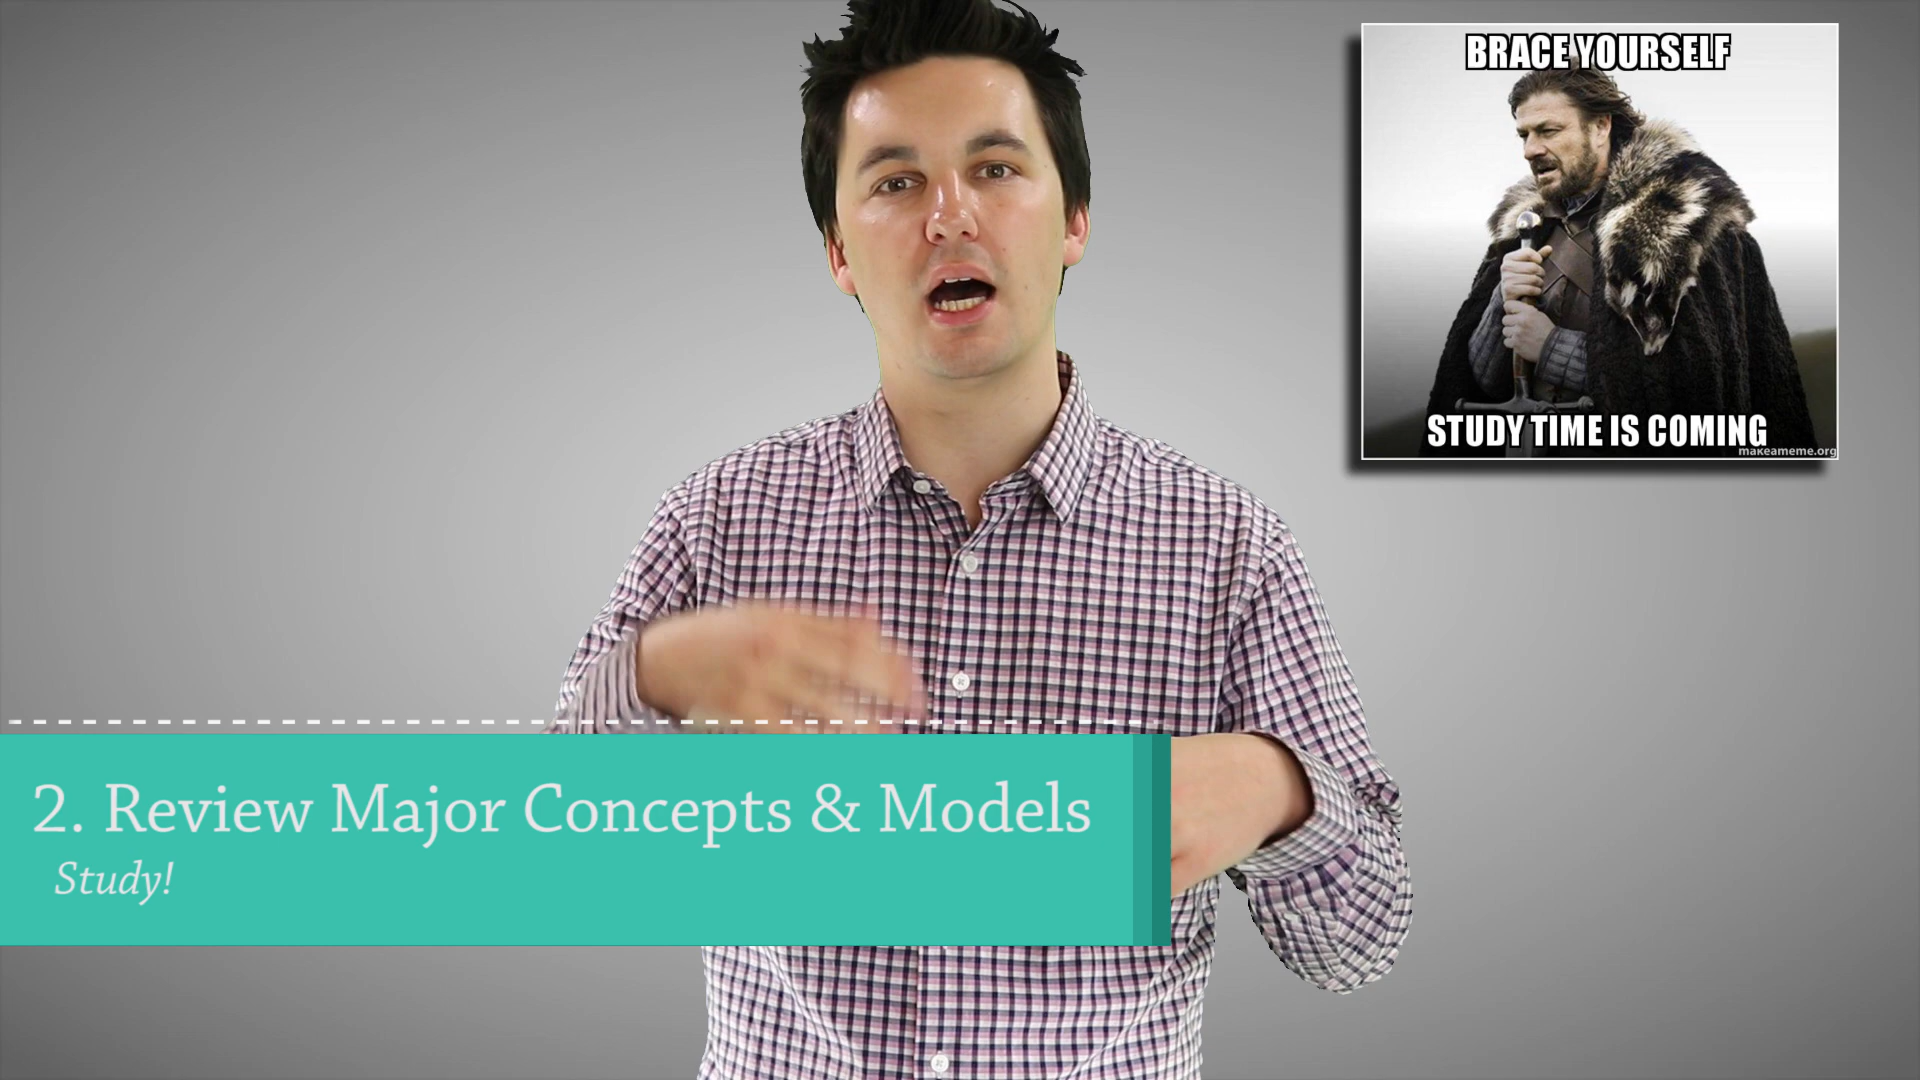 BRACE YOURSELF
STUDY TIME IS COMING
makeameme.org
2. Review Major Concepts & Models
Study!